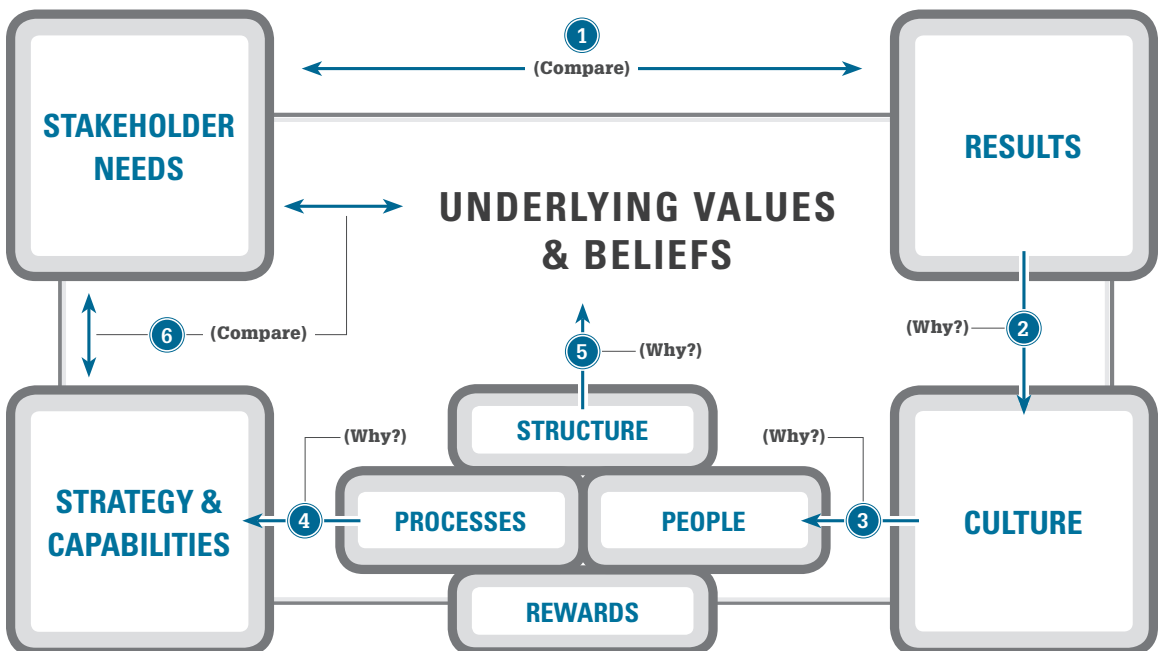 1
(Compare)
STAKEHOLDER
NEEDS
RESULTS
UNDERLYING VALUES
& BELIEFS
6
(Compare)
(Why?)
2
5
(Why?)
STRUCTURE
(Why?)
(Why?)
STRATEGY &
CAPABILITIES
4
PROCESSES
PEOPLE
3
CULTURE
REWARDS